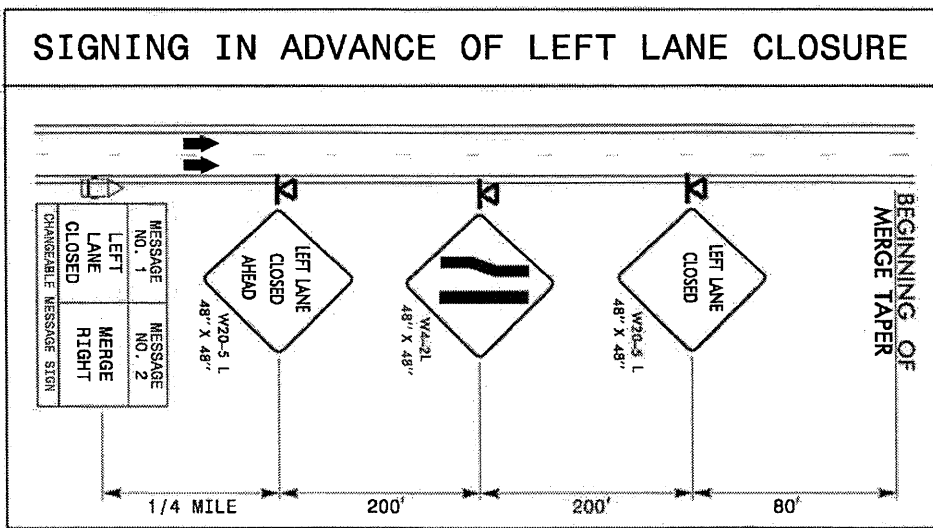 SIGNING IN ADVANCE OF LEFT LANE CLOSURE
MESSAGE
NO. 1
MESSAGE
NO. 2
LEFT
LANE
CLOSED
MERGE
RIGHT
CHANGEABLE MESSAGE SIGN
LEFT LANE
CLOSED
AHEAD
W20-5 L
48" X 48"
W4-2L
48" X 48"
LEFT LANE
CLOSED
W20-5 L
48" X 48"
BEGINNING OF
MERGE TAPER
1/4 MILE
200'
200'
80'